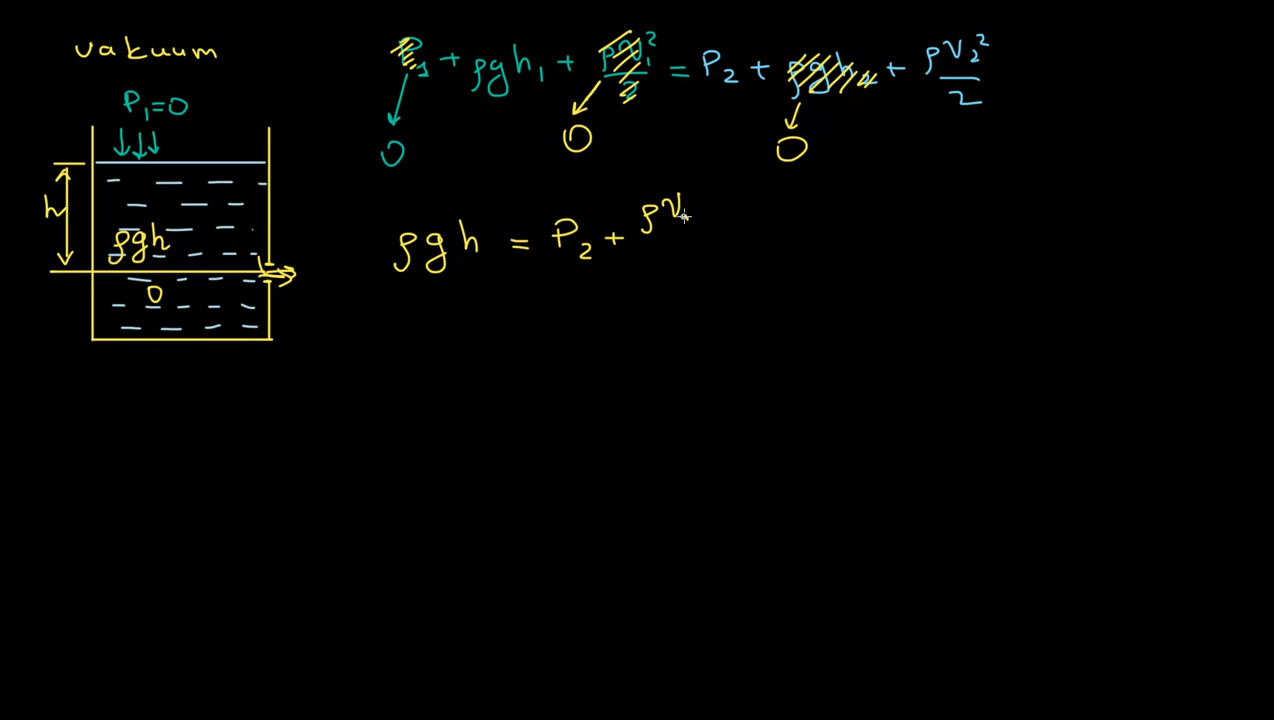 vakuum
P₁ + ρgh₁ + ρV₁²/2 = P₂ + ρgh₂ + ρV₂²/2
P₁=0
0 0 0
h
ρgh = P₂ + ρV
ρgh
0